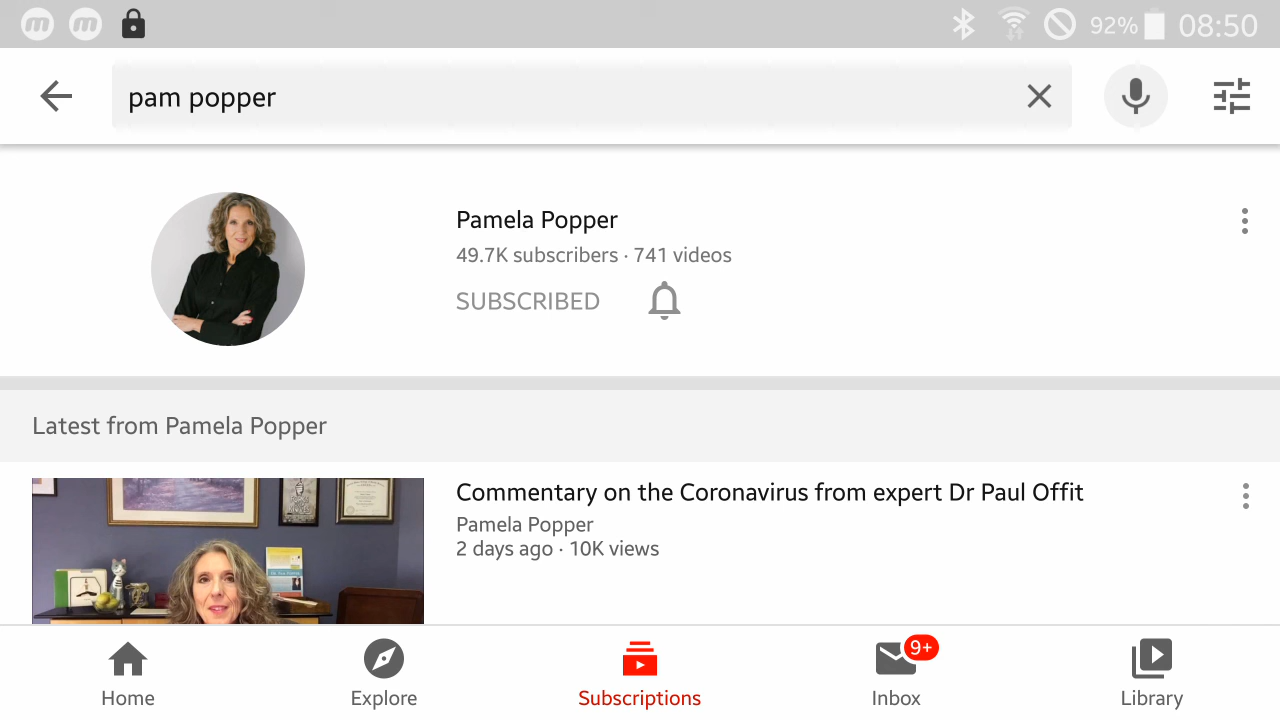 92% 08:50
pam popper
Pamela Popper
49.7K subscribers · 741 videos
SUBSCRIBED
Latest from Pamela Popper
Commentary on the Coronavirus from expert Dr Paul Offit
Pamela Popper
2 days ago · 10K views
Home
Explore
Subscriptions
9+
Inbox
Library